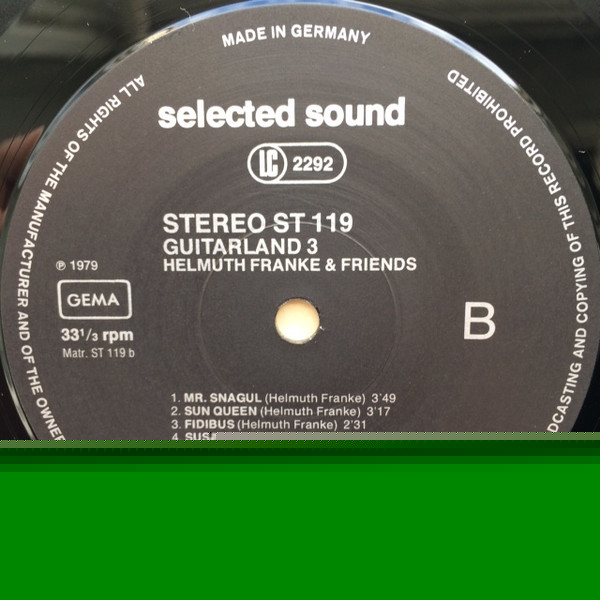 MADE IN GERMANY
ALL RIGHTS OF THE MANUFACTURER AND OF THE OWNER
DCASTING AND COPYING OF THIS RECORD PROHIBITED
selected sound
LC 2292
STEREO ST 119
GUITARLAND 3
HELMUTH FRANKE & FRIENDS
℗ 1979
GEMA
33 1/3 rpm
Matr. ST 119 b
B
1. MR. SNAGUL (Helmuth Franke) 3'49
2. SUN QUEEN (Helmuth Franke) 3'17
3. FIDIBUS (Helmuth Franke) 2'31
4.